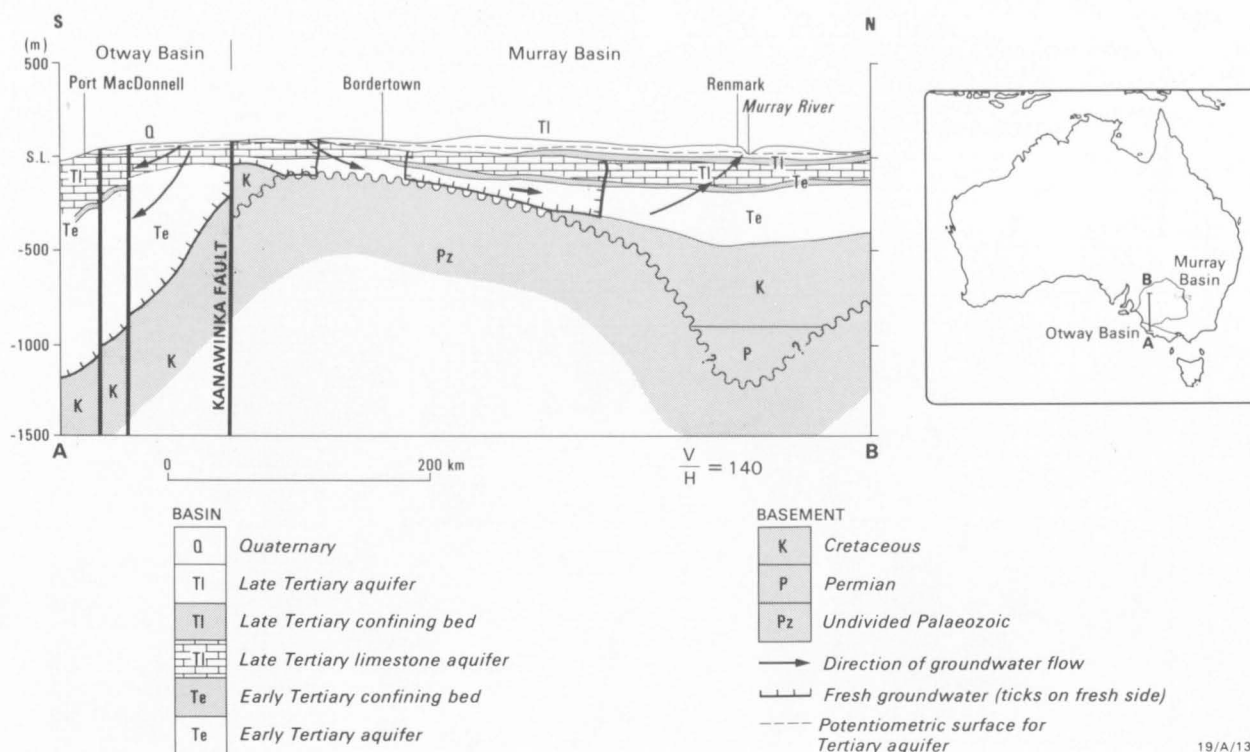 S
N
(m)
Otway Basin
Murray Basin
500
Port MacDonnell
Bordertown
Renmark
Murray River
Q
Tl
S.L.
Tl
K
Tl
Tl
Te
Te
Te
Te
-500
Pz
K
KANAWINKA FAULT
-1000
K
P
? ?
K K
-1500
A
B
0
200 km
V/H = 140
Murray
Basin
B
Otway Basin
A
BASIN
Q Quaternary
Tl Late Tertiary aquifer
Tl Late Tertiary confining bed
Tl Late Tertiary limestone aquifer
Te Early Tertiary confining bed
Te Early Tertiary aquifer
BASEMENT
K Cretaceous
P Permian
Pz Undivided Palaeozoic
Direction of groundwater flow
Fresh groundwater (ticks on fresh side)
Potentiometric surface for
Tertiary aquifer
19/A/13